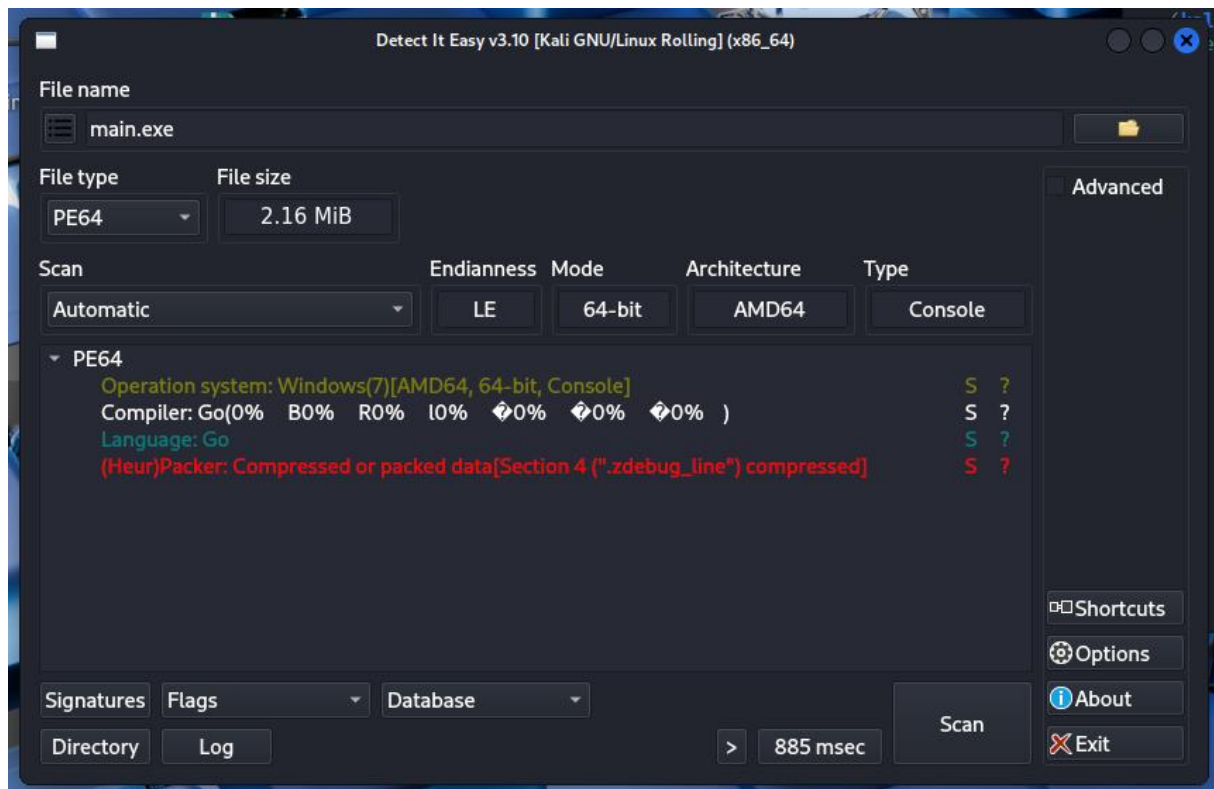 Detect It Easy v3.10 [Kali GNU/Linux Rolling] (x86_64)
File name
main.exe
File type File size
PE64 2.16 MiB
Advanced
Scan Endianness Mode Architecture Type
Automatic LE 64-bit AMD64 Console
PE64
Operation system: Windows(7)[AMD64, 64-bit, Console] S ?
Compiler: Go(0% B0% R0% l0% �0% �0% �0% ) S ?
Language: Go S ?
(Heur)Packer: Compressed or packed data[Section 4 (".zdebug_line") compressed] S ?
Shortcuts
Options
Signatures Flags Database About
Scan
Directory Log > 885 msec Exit